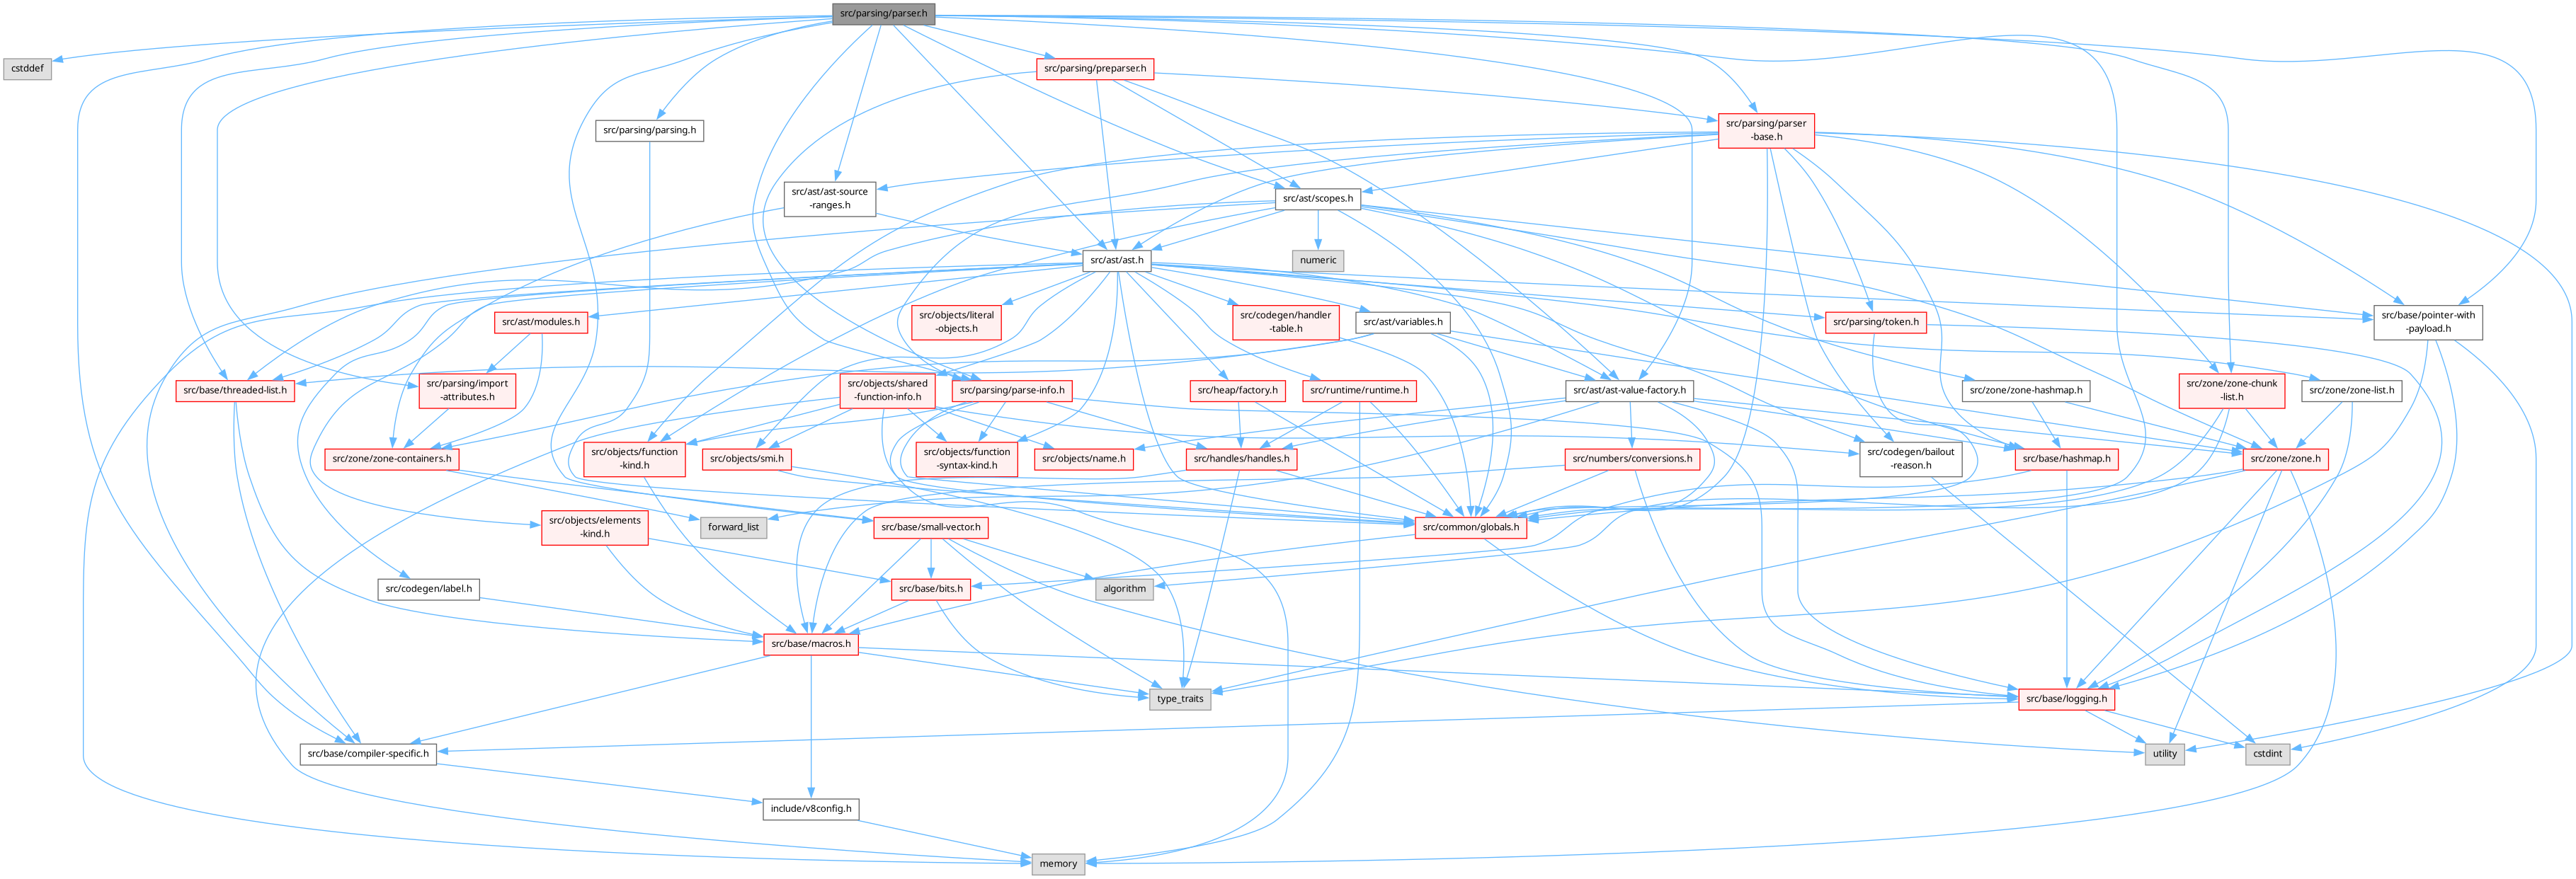 src/parsing/parser.h
cstddef
src/parsing/preparser.h
src/parsing/parsing.h
src/parsing/parser
-base.h
src/ast/ast-source
-ranges.h
src/ast/scopes.h
numeric
src/ast/ast.h
src/objects/literal
-objects.h
src/codegen/handler
-table.h
src/ast/modules.h
src/ast/variables.h
src/parsing/token.h
src/base/pointer-with
-payload.h
src/base/threaded-list.h
src/parsing/import
-attributes.h
src/objects/shared
-function-info.h
src/parsing/parse-info.h
src/heap/factory.h
src/runtime/runtime.h
src/ast/ast-value-factory.h
src/zone/zone-hashmap.h
src/zone/zone-chunk
-list.h
src/zone/zone-list.h
src/zone/zone-containers.h
src/objects/function
-kind.h
src/objects/smi.h
src/objects/function
-syntax-kind.h
src/objects/name.h
src/handles/handles.h
src/numbers/conversions.h
src/codegen/bailout
-reason.h
src/base/hashmap.h
src/zone/zone.h
src/objects/elements
-kind.h
forward_list
src/base/small-vector.h
src/common/globals.h
src/codegen/label.h
src/base/bits.h
algorithm
src/base/macros.h
type_traits
src/base/logging.h
src/base/compiler-specific.h
utility
cstdint
include/v8config.h
memory